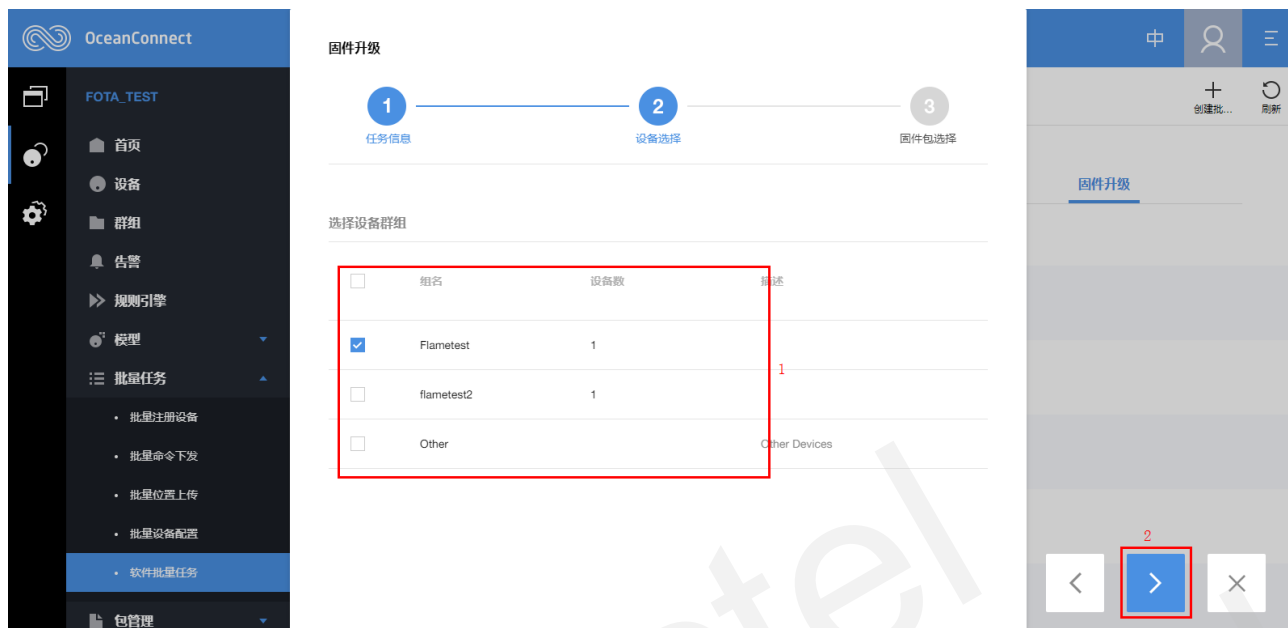 OceanConnect
中
FOTA_TEST
首页
设备
群组
告警
规则引擎
模型
批量任务
• 批量注册设备
• 批量命令下发
• 批量位置上传
• 批量设备配置
• 软件批量任务
包管理
固件升级
1
2
3
任务信息
设备选择
固件包选择
选择设备群组
组名 设备数 描述
Flametest 1
1
flametest2 1
Other Other Devices
创建批...
刷新
固件升级
2